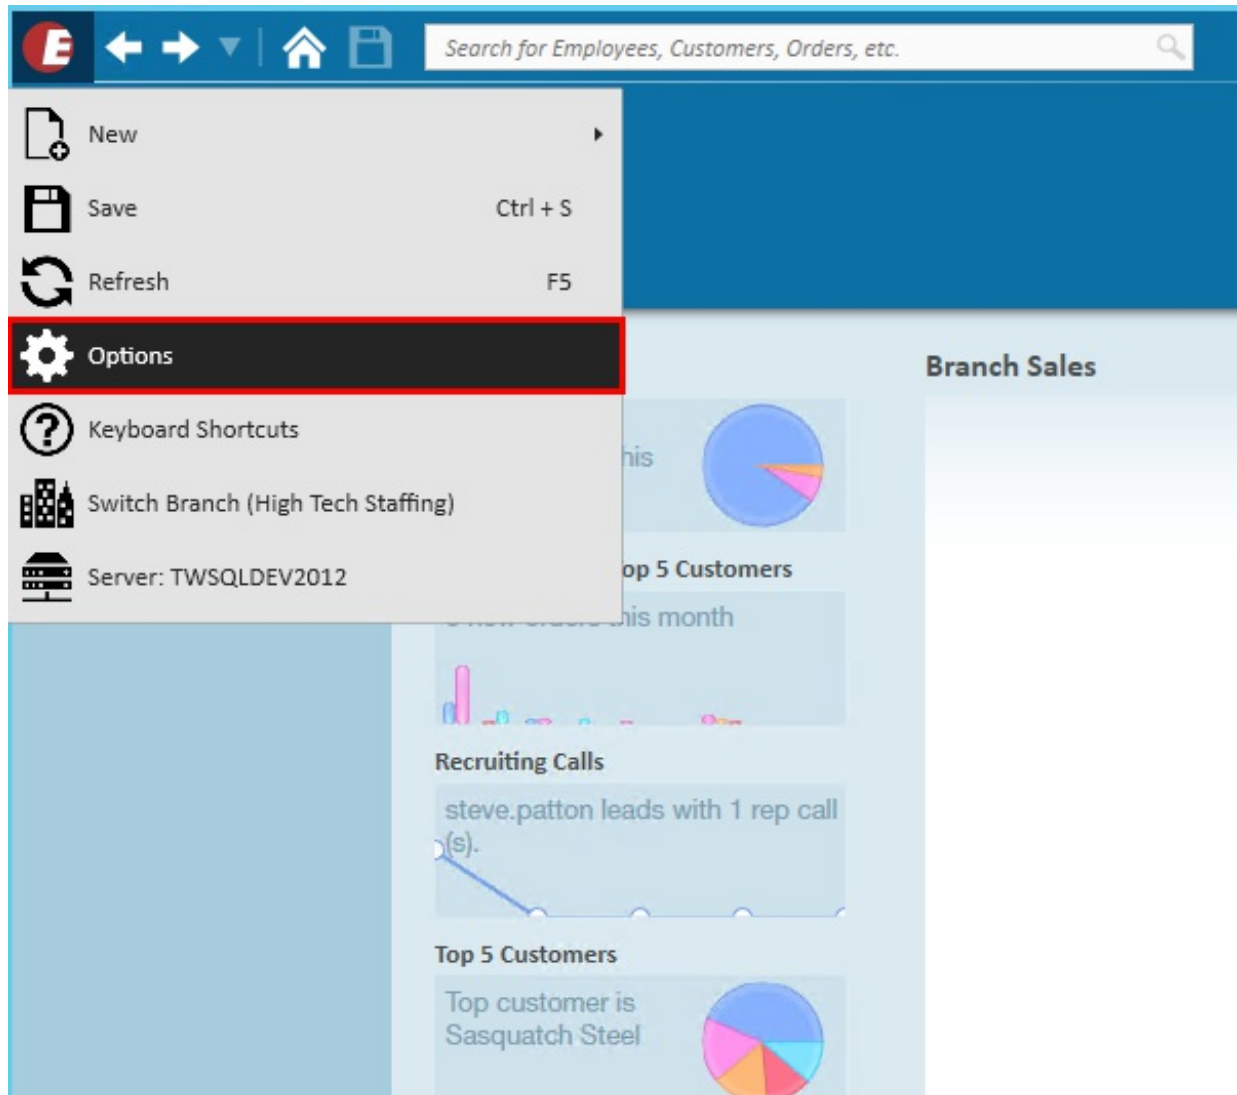 E
Search for Employees, Customers, Orders, etc.
New
Save Ctrl + S
Refresh F5
Options
Keyboard Shortcuts
Switch Branch (High Tech Staffing)
Server: TWSQLDEV2012
Branch Sales
his
op 5 Customers
his month
Recruiting Calls
steve.patton leads with 1 rep call
(s).
Top 5 Customers
Top customer is
Sasquatch Steel